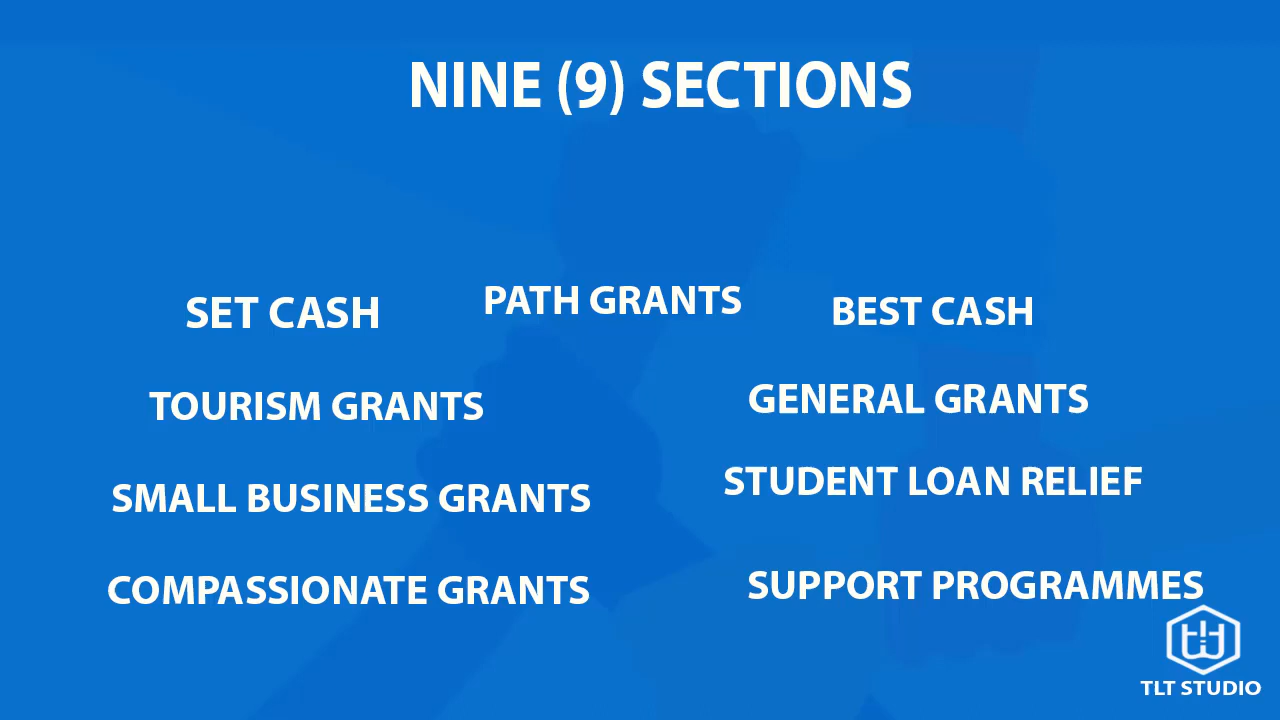 NINE (9) SECTIONS
SET CASH
PATH GRANTS
BEST CASH
TOURISM GRANTS
GENERAL GRANTS
SMALL BUSINESS GRANTS
STUDENT LOAN RELIEF
COMPASSIONATE GRANTS
SUPPORT PROGRAMMES
TLT STUDIO